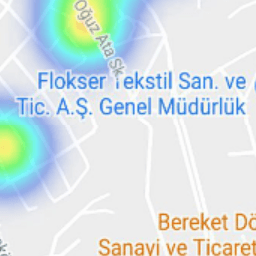 Oğuz Ata Sk.
Flokser Tekstil San. ve
Tic. A.Ş. Genel Müdürlük
Bereket Dö
Sanayi ve Ticaret